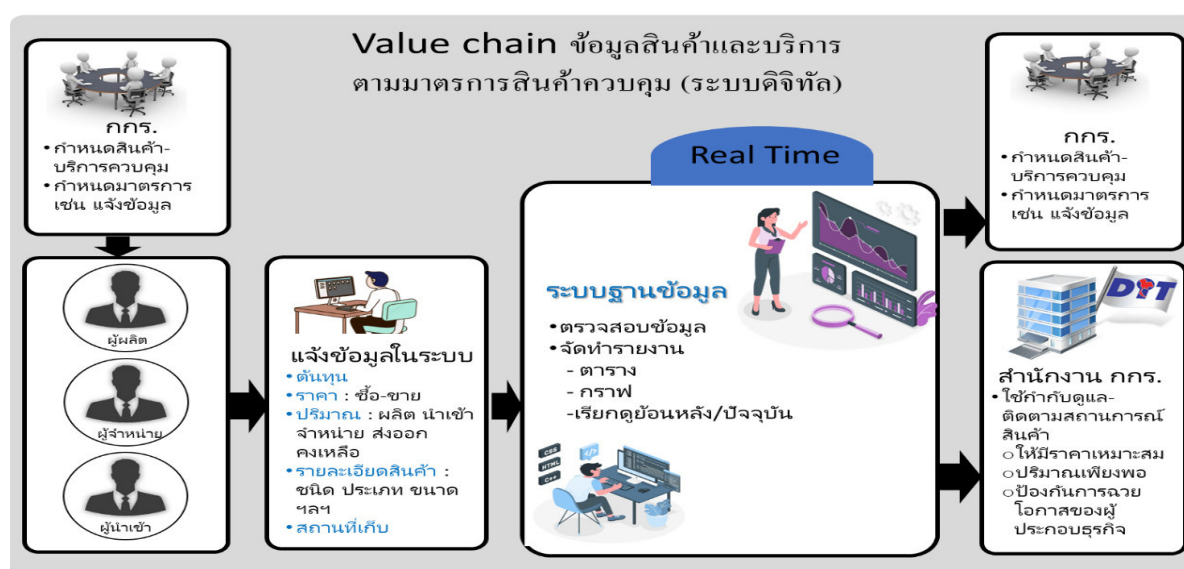 Value chain ข้อมูลสินค้าและบริการ
ตามมาตรการสินค้าควบคุม (ระบบดิจิทัล)
กกร.
•กำหนดสินค้า-
บริการควบคุม
•กำหนดมาตรการ
เช่น แจ้งข้อมูล
ผู้ผลิต
ผู้จำหน่าย
ผู้นำเข้า
แจ้งข้อมูลในระบบ
•ต้นทุน
•ราคา : ซื้อ-ขาย
•ปริมาณ : ผลิต นำเข้า
จำหน่าย ส่งออก
คงเหลือ
•รายละเอียดสินค้า :
ชนิด ประเภท ขนาด
ฯลฯ
•สถานที่เก็บ
Real Time
ระบบฐานข้อมูล
•ตรวจสอบข้อมูล
•จัดทำรายงาน
- ตาราง
- กราฟ
-เรียกดูย้อนหลัง/ปัจจุบัน
CSS
HTML
C++
</>
กกร.
•กำหนดสินค้า-
บริการควบคุม
•กำหนดมาตรการ
เช่น แจ้งข้อมูล
DIT
สำนักงาน กกร.
•ใช้กำกับดูแล-
ติดตามสถานการณ์
สินค้า
oให้มีราคาเหมาะสม
oปริมาณเพียงพอ
oป้องกันการฉวย
โอกาสของผู้
ประกอบธุรกิจ